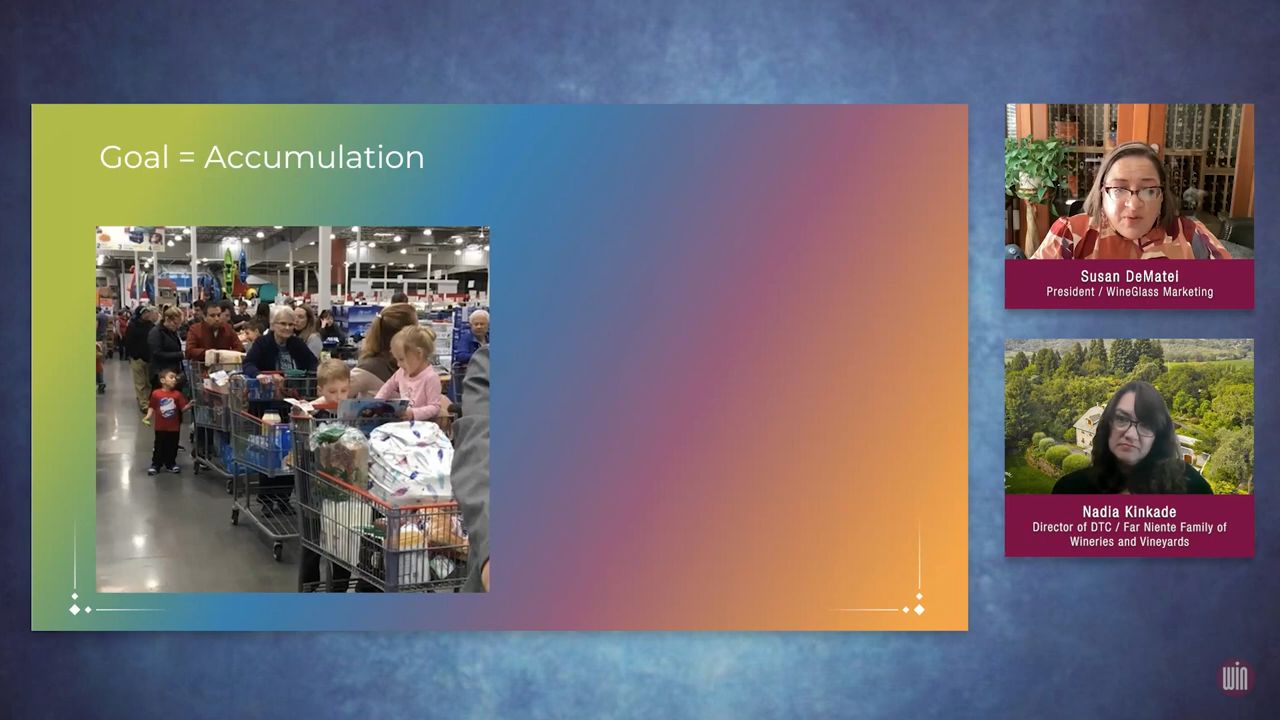 Goal = Accumulation
Susan DeMatei
President / WineGlass Marketing
Nadia Kinkade
Director of DTC / Far Niente Family of
Wineries and Vineyards
win